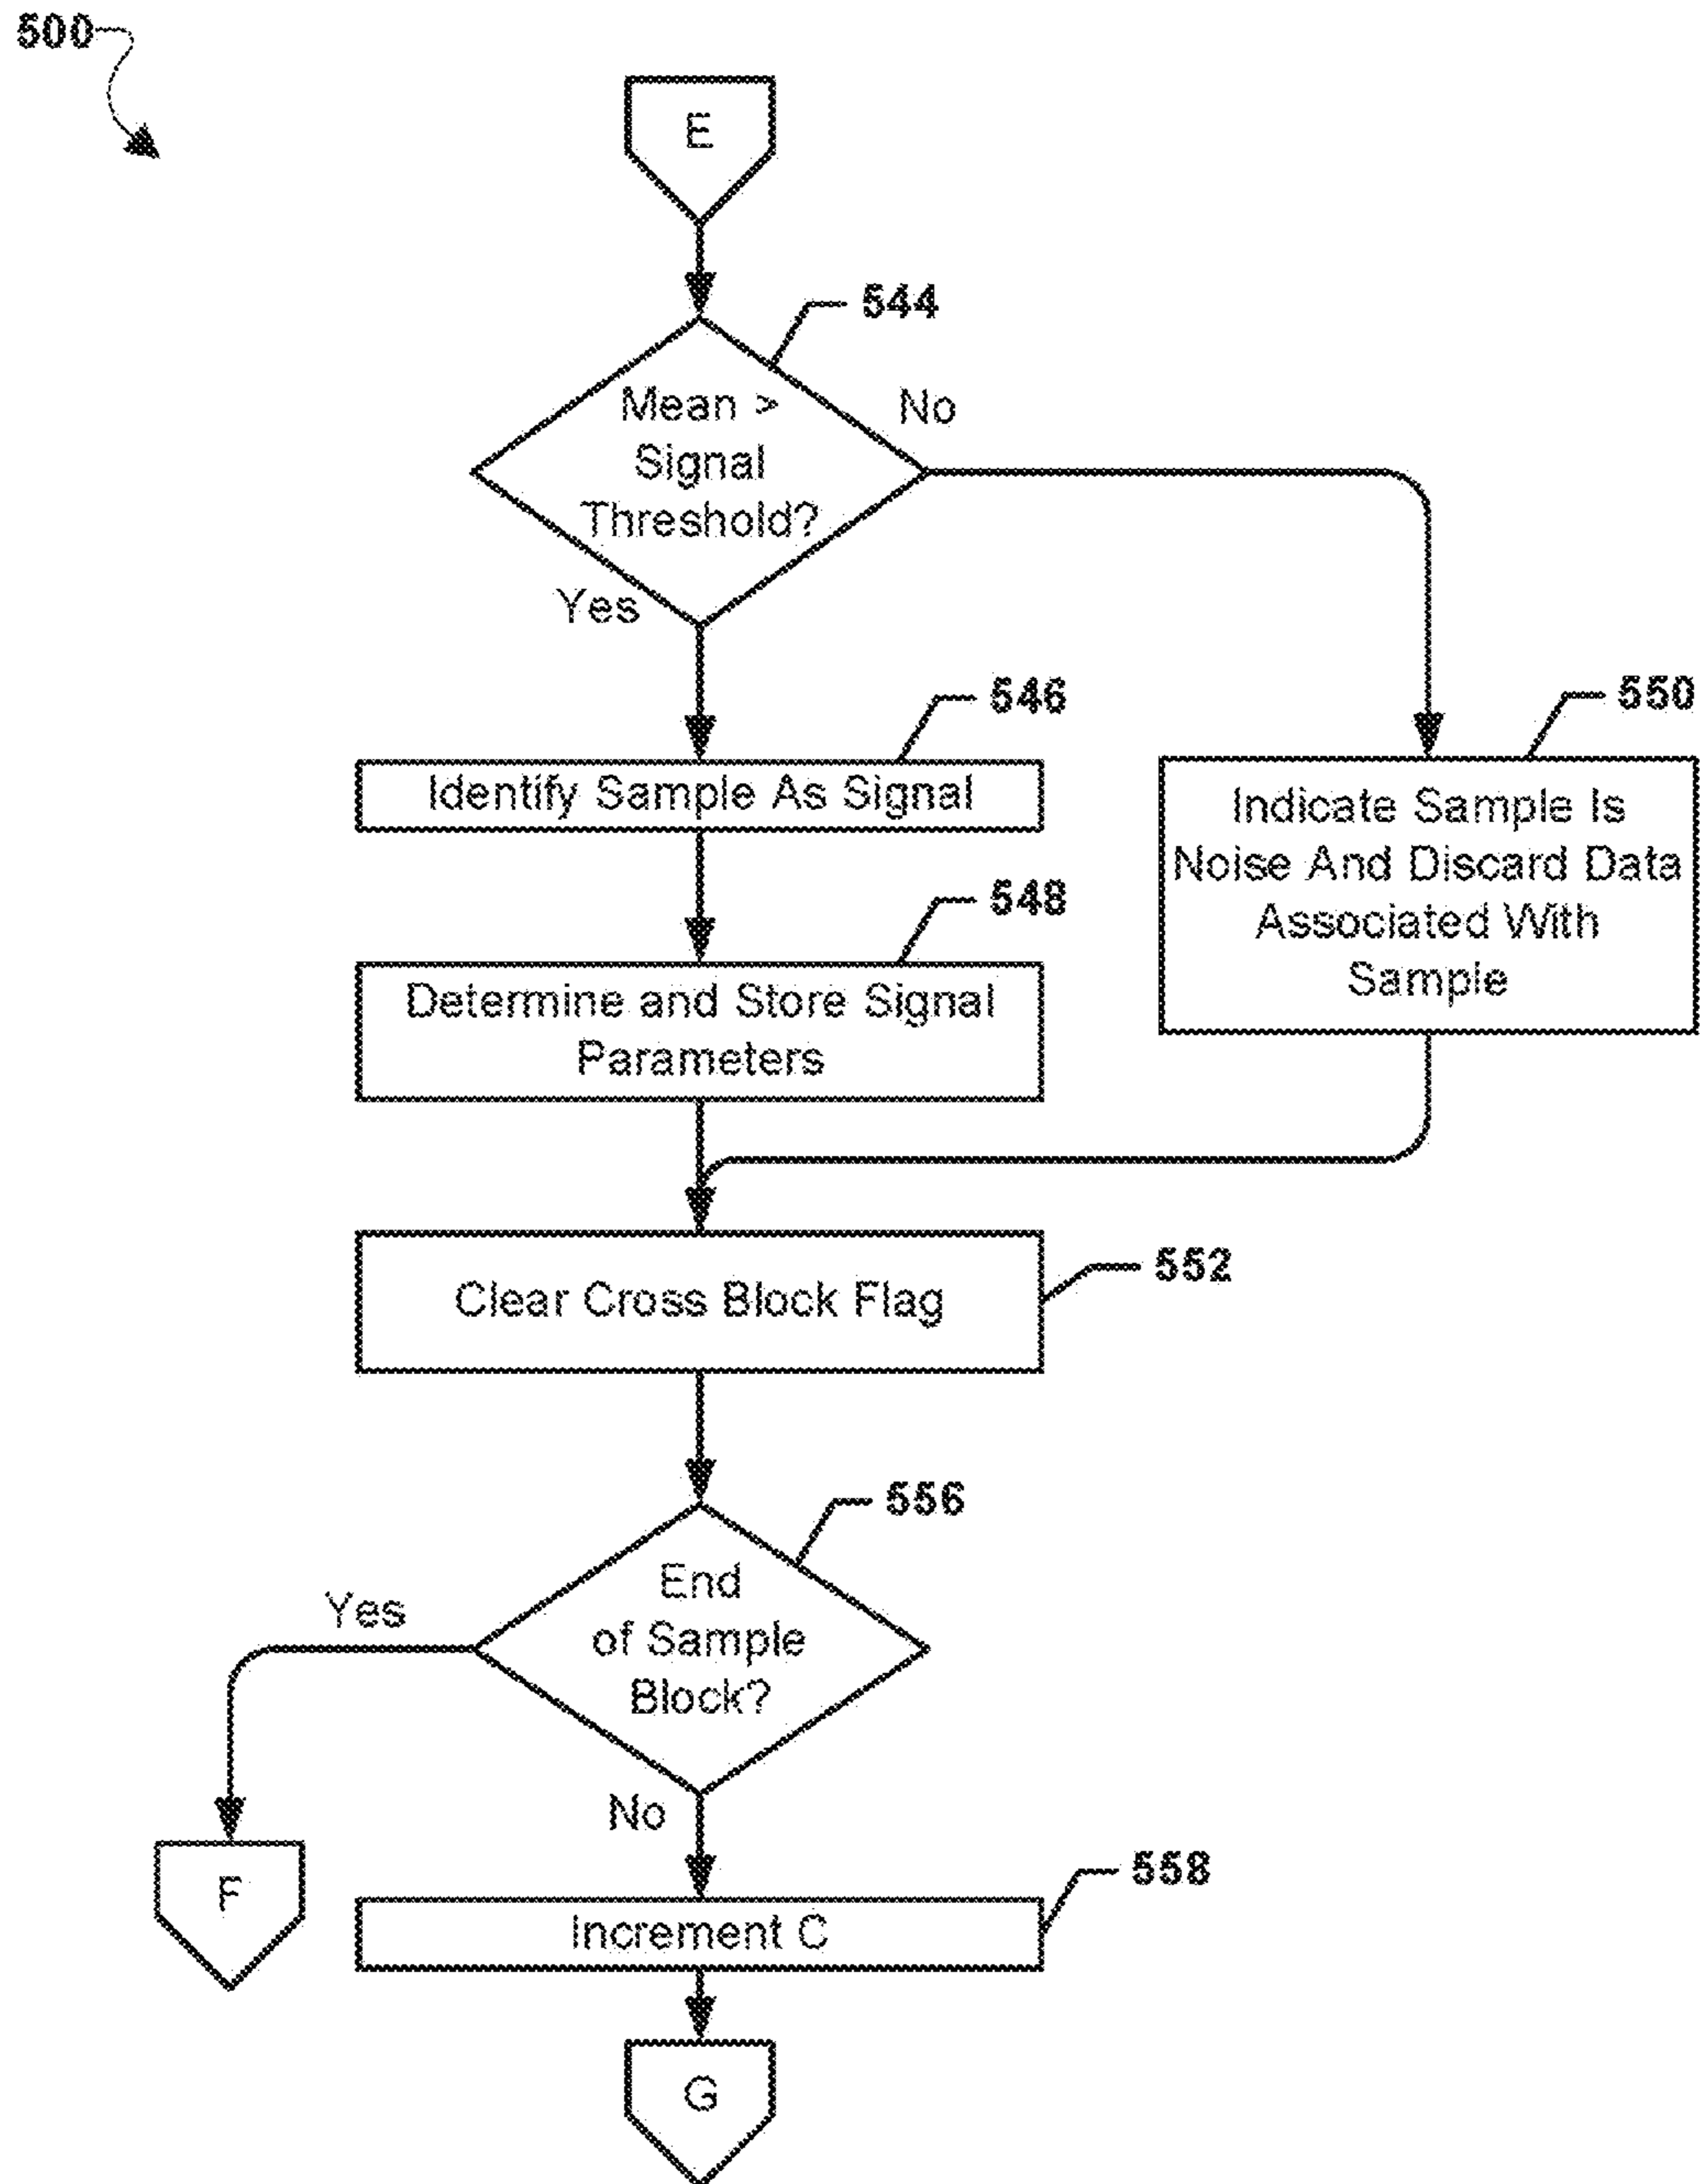 500
E
544
Mean >
Signal
Threshold?
No
Yes
546
Identify Sample As Signal
550
Indicate Sample Is
Noise And Discard Data
Associated With
Sample
548
Determine and Store Signal
Parameters
552
Clear Cross Block Flag
556
End
of Sample
Block?
Yes
No
F
558
Increment C
G